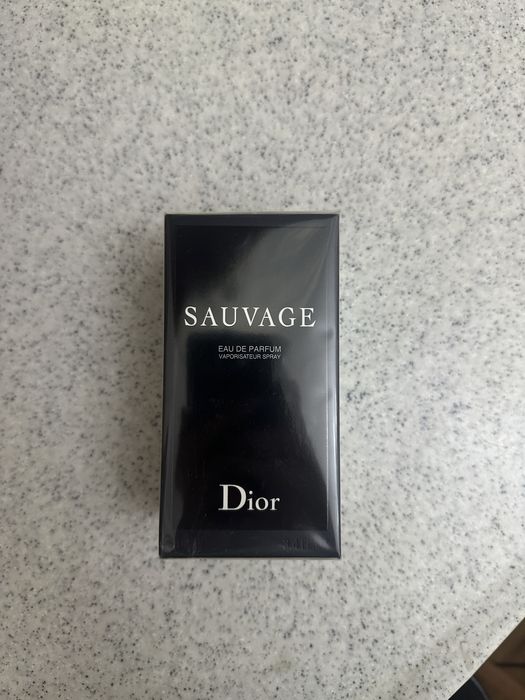 SAUVAGE
EAU DE PARFUM
VAPORISATEUR SPRAY
Dior